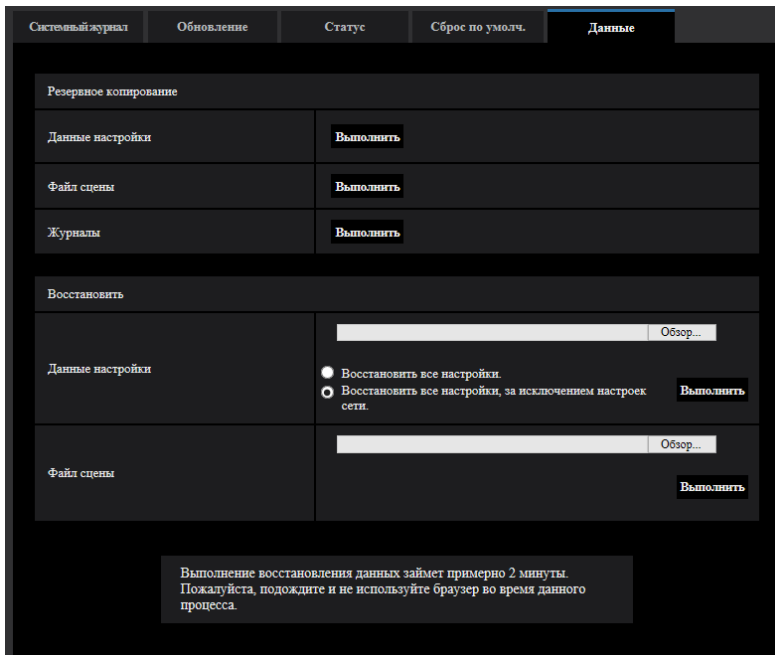 Системный журнал Обновление Статус Сброс по умолч. Данные
Резервное копирование
Данные настройки Выполнить
Файл сцены Выполнить
Журналы Выполнить
Восстановить
Обзор...
Данные настройки
Восстановить все настройки.
Восстановить все настройки, за исключением настроек
сети.
Выполнить
Обзор...
Файл сцены
Выполнить
Выполнение восстановления данных займет примерно 2 минуты.
Пожалуйста, подождите и не используйте браузер во время данного
процесса.